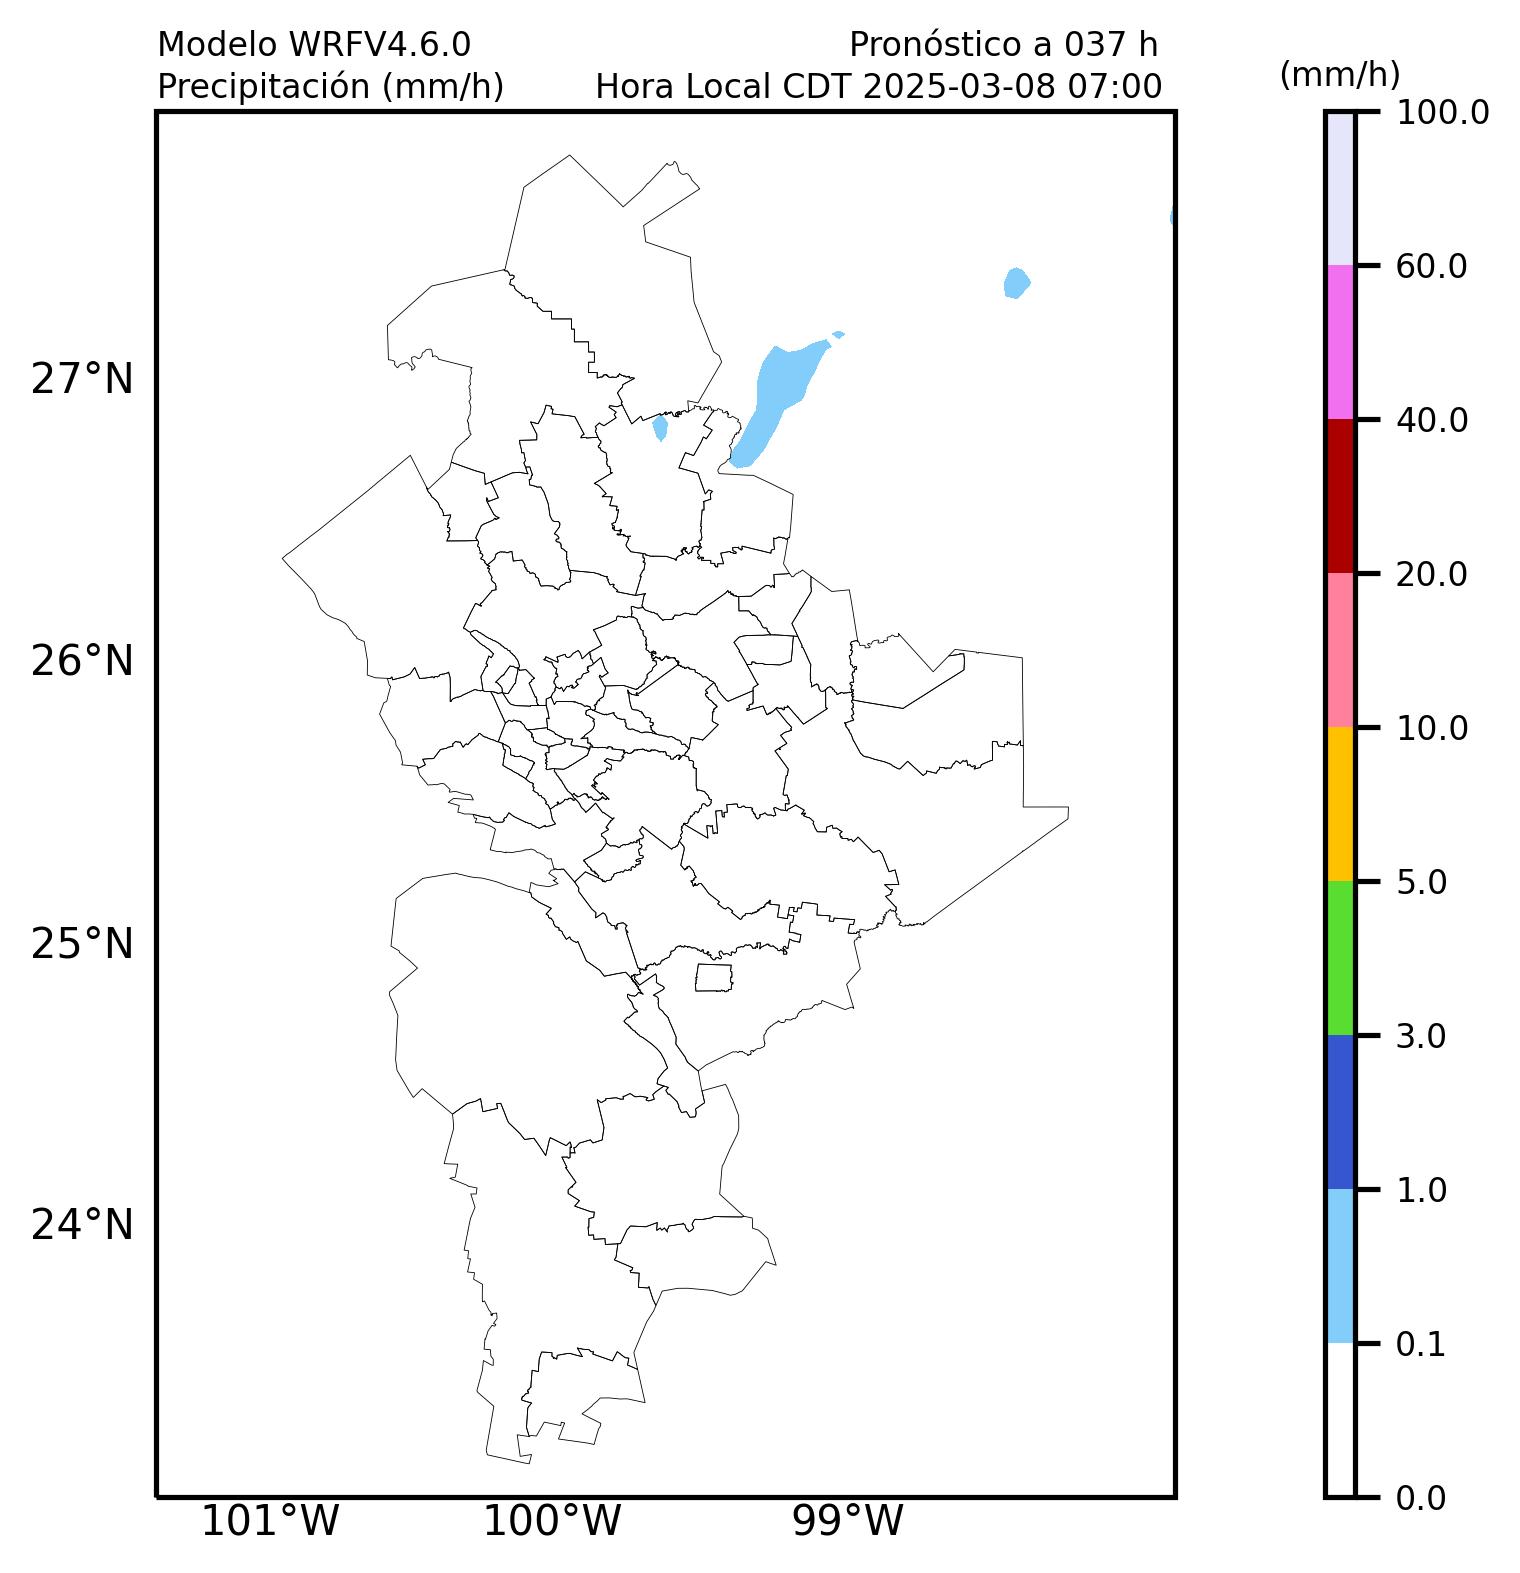 Modelo WRFV4.6.0
Pronóstico a 037 h
Precipitación (mm/h)
Hora Local CDT 2025-03-08 07:00
(mm/h)
100.0
60.0
40.0
20.0
10.0
5.0
3.0
1.0
0.1
0.0
27°N
26°N
25°N
24°N
101°W
100°W
99°W